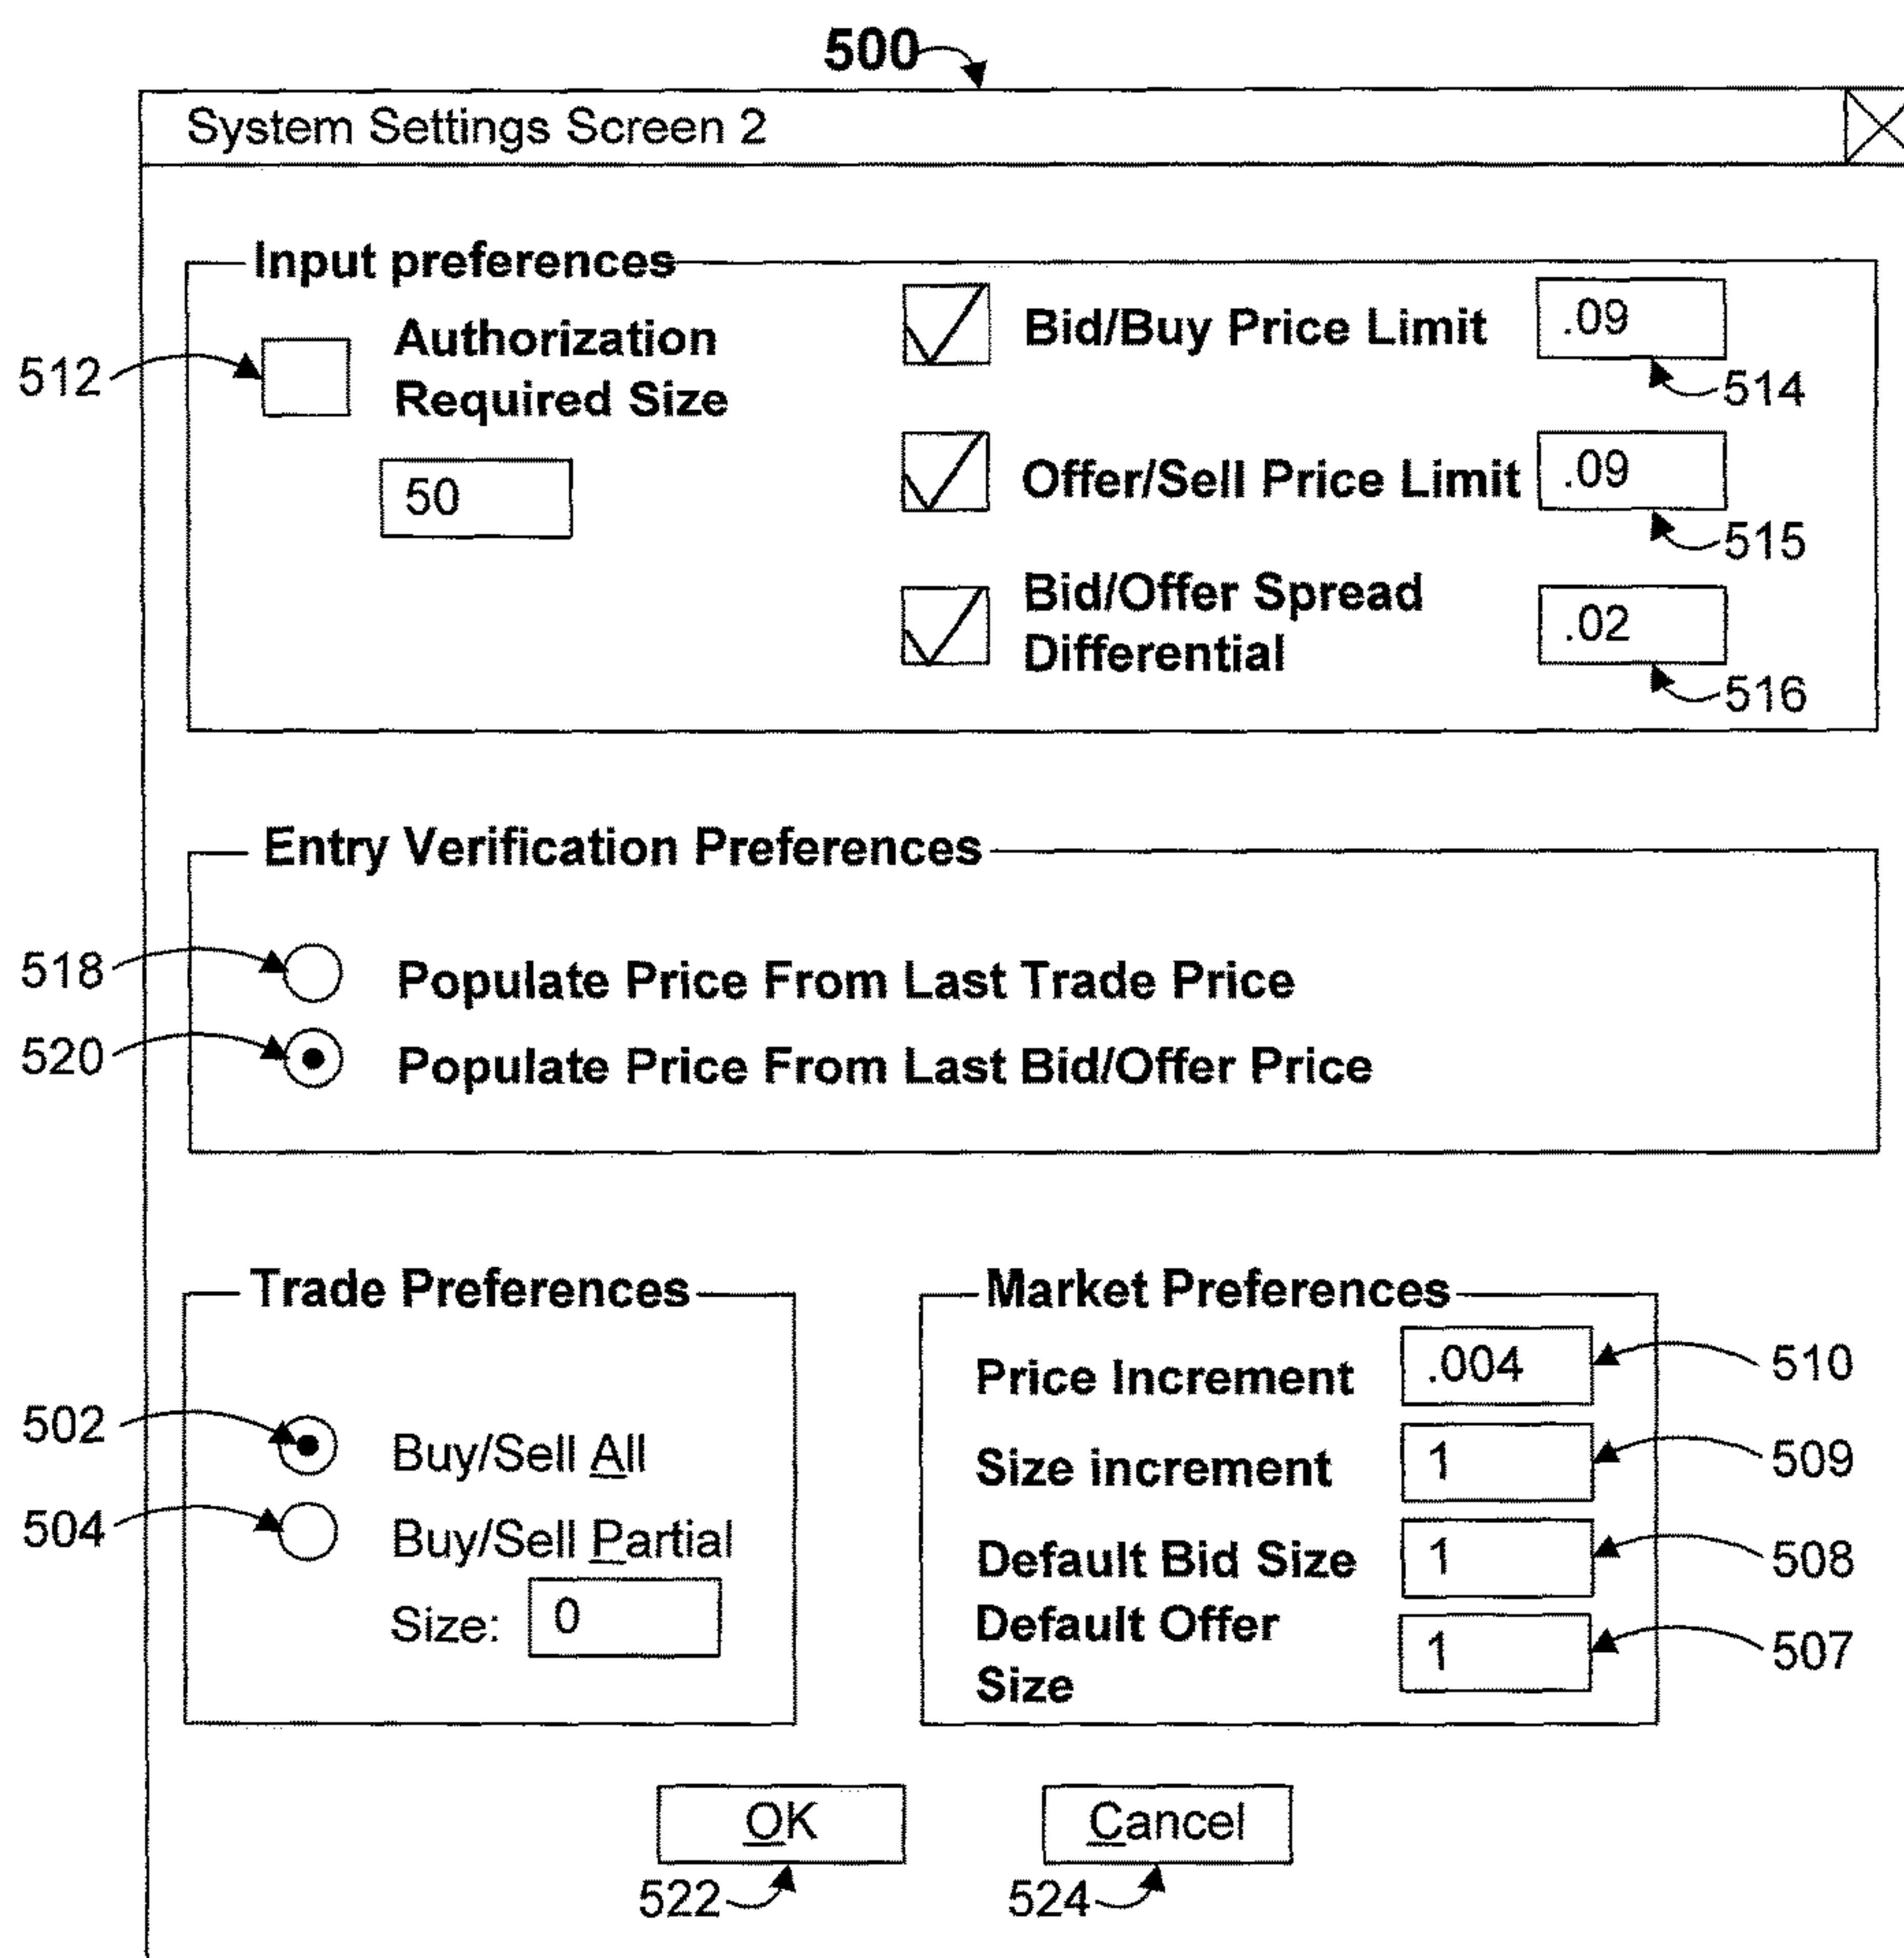 500
System Settings Screen 2
Input preferences
512
Authorization
Required Size
50
Bid/Buy Price Limit
.09
514
Offer/Sell Price Limit
.09
515
Bid/Offer Spread
Differential
.02
516
Entry Verification Preferences
518
Populate Price From Last Trade Price
520
Populate Price From Last Bid/Offer Price
Trade Preferences
502
Buy/Sell All
504
Buy/Sell Partial
Size: 0
Market Preferences
Price Increment .004 510
Size increment 1 509
Default Bid Size 1 508
Default Offer
Size
1 507
OK
522
Cancel
524